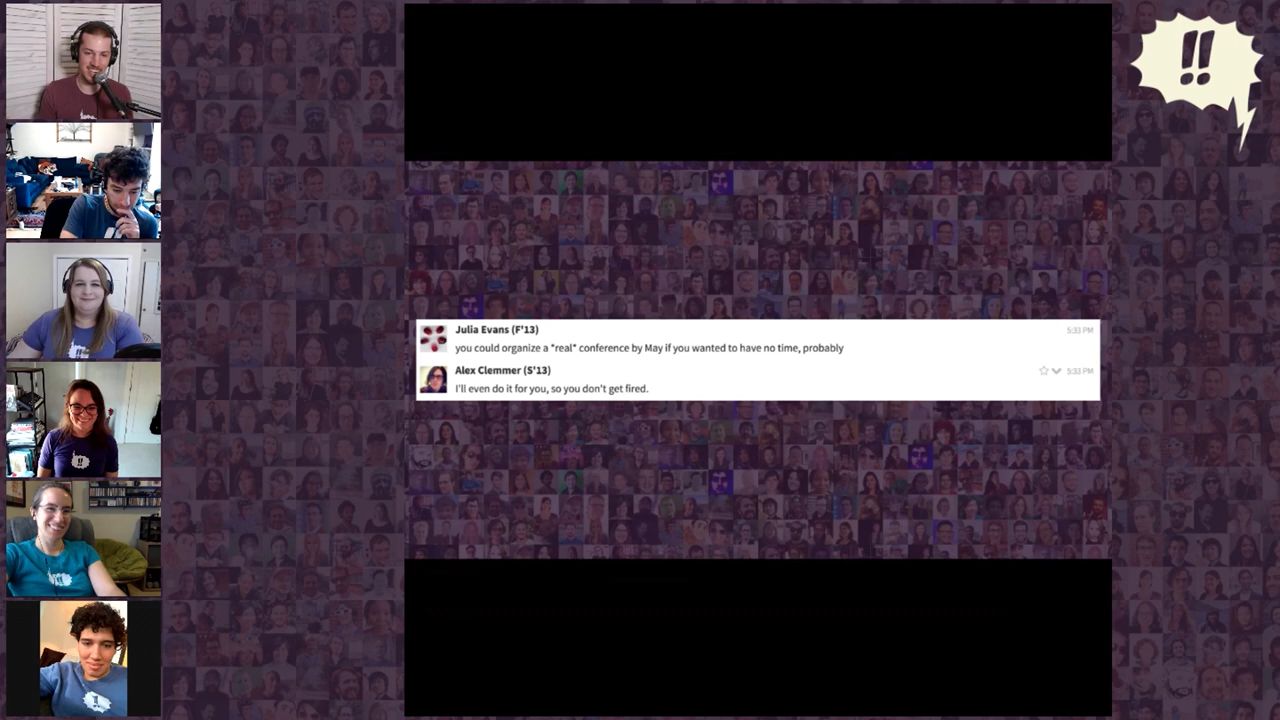 !!
Julia Evans (F'13)
5:33 PM
you could organize a *real* conference by May if you wanted to have no time, probably
Alex Clemmer (S'13)
5:33 PM
I'll even do it for you, so you don't get fired.